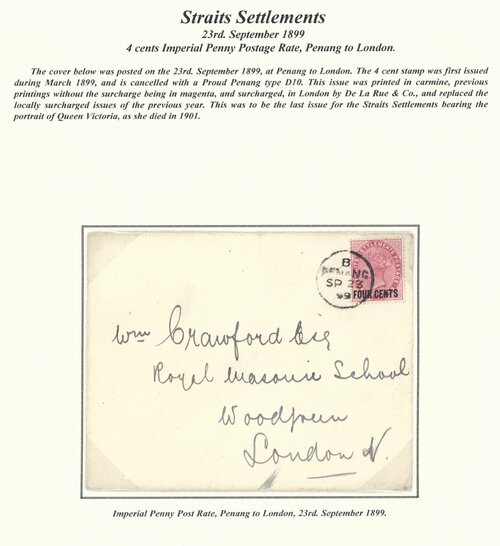 Straits Settlements
23rd. September 1899
4 cents Imperial Penny Postage Rate, Penang to London.
The cover below was posted on the 23rd. September 1899, at Penang to London. The 4 cent stamp was first issued
during March 1899, and is cancelled with a Proud Penang type D10. This issue was printed in carmine, previous
printings without the surcharge being in magenta, and surcharged, in London by De La Rue & Co., and replaced the
locally surcharged issues of the previous year. This was to be the last issue for the Straits Settlements bearing the
portrait of Queen Victoria, as she died in 1901.
B
PENANG
SP 23
99
FOUR CENTS
Wm Crawford Esq
Royal Masonic School
Woodgreen
London N.
Imperial Penny Post Rate, Penang to London, 23rd. September 1899.